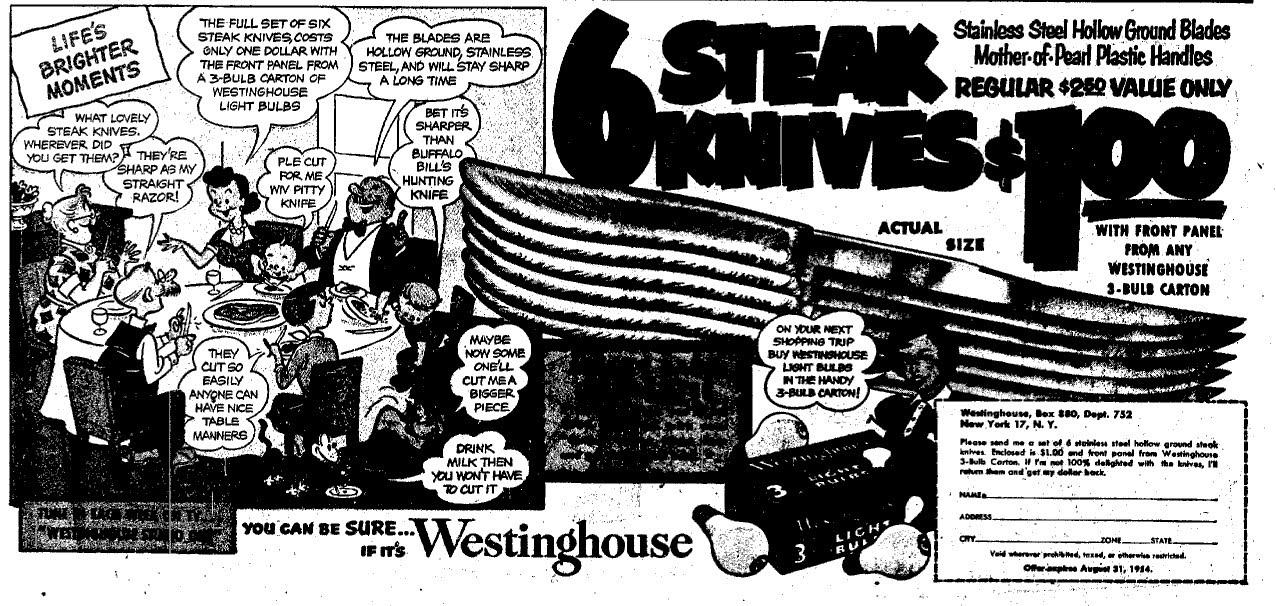 LIFE'S
BRIGHTER
MOMENTS
THE FULL SET OF SIX
STEAK KNIVES, COSTS
ONLY ONE DOLLAR WITH
THE FRONT PANEL FROM
A 3-BULB CARTON OF
WESTINGHOUSE
LIGHT BULBS
THE BLADES ARE
HOLLOW GROUND, STAINLESS
STEEL, AND WILL STAY SHARP
A LONG TIME
WHAT LOVELY
STEAK KNIVES.
WHEREVER DID
YOU GET THEM?
THEY'RE
SHARP AS MY
STRAIGHT
RAZOR!
PLE CUT
FOR ME
WIV PITTY
KNIFE
BET IT'S
SHARPER
THAN
BUFFALO
BILL'S
HUNTING
KNIFE
THEY
CUT SO
EASILY
ANYONE CAN
HAVE NICE
TABLE
MANNERS
MAYBE
NOW SOME
ONE'LL
CUT ME A
BIGGER
PIECE
DRINK
MILK THEN
YOU WON'T HAVE
TO CUT IT
YOU CAN BE SURE...
IF IT'S Westinghouse
6 STEAK
KNIVES $1.00
Stainless Steel Hollow Ground Blades
Mother-of-Pearl Plastic Handles
REGULAR $2.50 VALUE ONLY
ACTUAL
SIZE
WITH FRONT PANEL
FROM ANY
WESTINGHOUSE
3-BULB CARTON
ON YOUR NEXT
SHOPPING TRIP
BUY WESTINGHOUSE
LIGHT BULBS
IN THE HANDY
3-BULB CARTON!
3 LIGHT
BULBS
3 LIGHT
BULBS
Westinghouse, Box 880, Dept. 752
New York 17, N. Y.
Please send me a set of 6 stainless steel hollow ground steak
knives. Enclosed is $1.00 and front panel from Westinghouse
3-Bulb Carton. If I'm not 100% delighted with the knives, I'll
return them and get my dollar back.
NAME
ADDRESS
CITY ZONE STATE
Void wherever prohibited, taxed, or otherwise restricted.
Offer expires August 31, 1954.